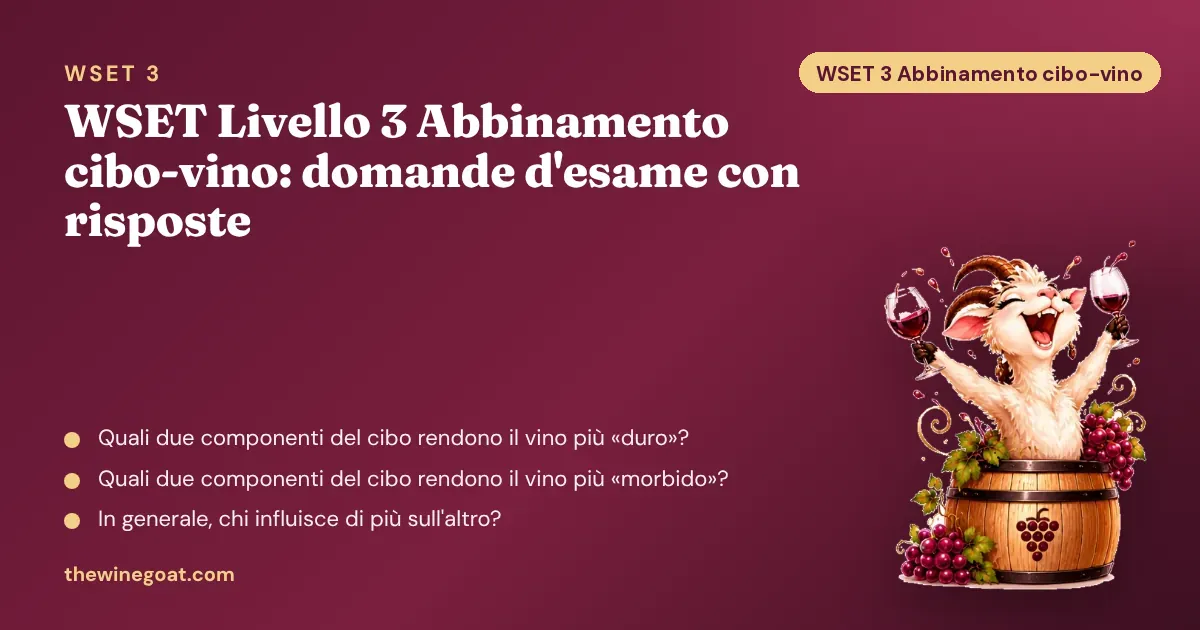 WSET 3
WSET 3 Abbinamento cibo-vino
WSET Livello 3 Abbinamento
cibo-vino: domande d'esame con
risposte
Quali due componenti del cibo rendono il vino più «duro»?
Quali due componenti del cibo rendono il vino più «morbido»?
In generale, chi influisce di più sull'altro?
thewinegoat.com